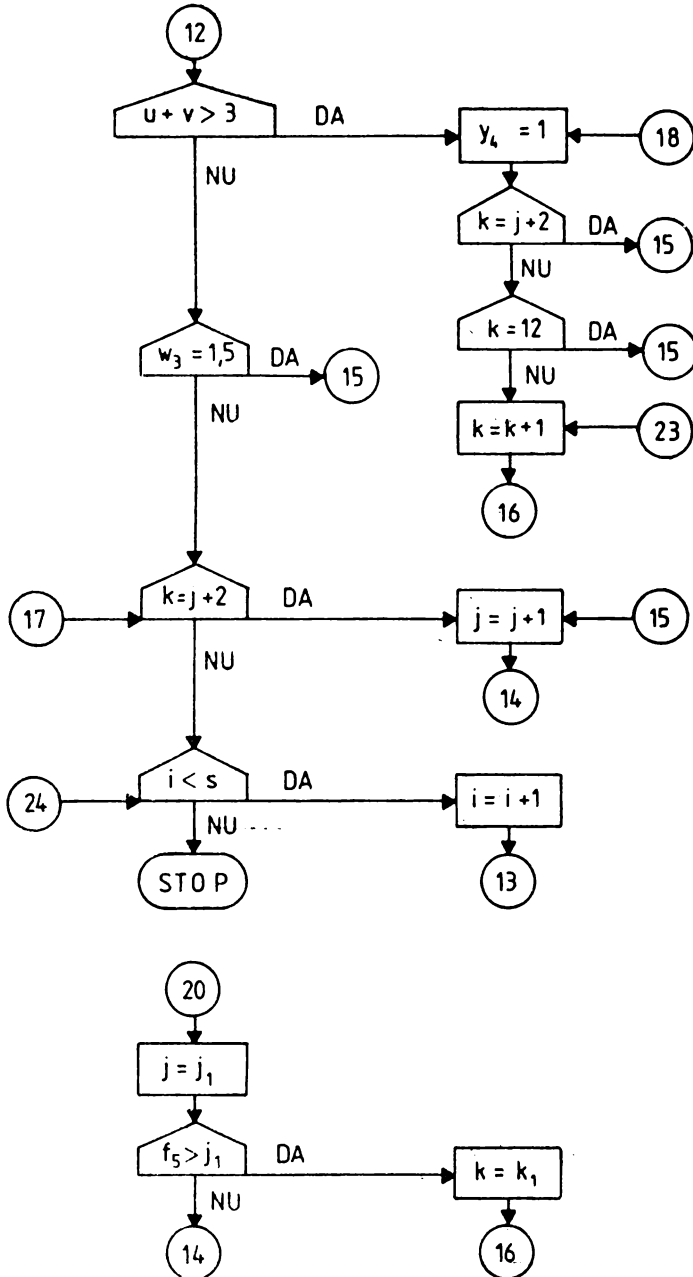 12
u + v > 3
DA
y₄ = 1
18
NU
k = j+2
DA
15
NU
k = 12
DA
15
w₃ = 1,5
DA
15
NU
NU
k = k+1
23
16
17
k = j+2
DA
j = j+1
15
NU
14
24
i < s
DA
i = i+1
NU
STOP
13
20
j = j₁
f₅ > j₁
DA
k = k₁
NU
14
16